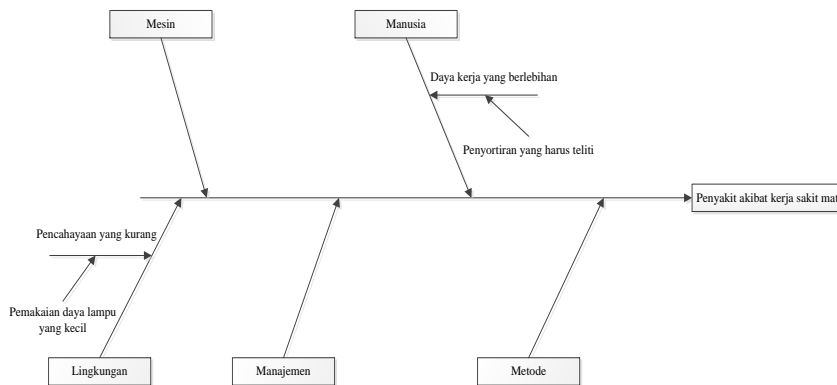 Mesin
Manusia
Daya kerja yang berlebihan
Penyortiran yang harus teliti
Penyakit akibat kerja sakit mat
Pencahayaan yang kurang
Pemakaian daya lampu
yang kecil
Lingkungan
Manajemen
Metode